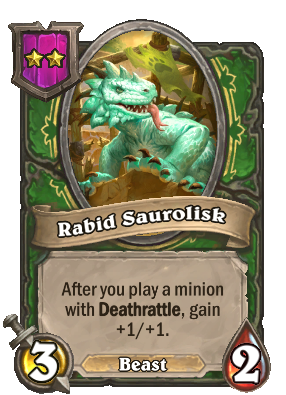 Rabid Saurolisk
After you play a minion
with Deathrattle, gain
+1/+1.
3
Beast
2